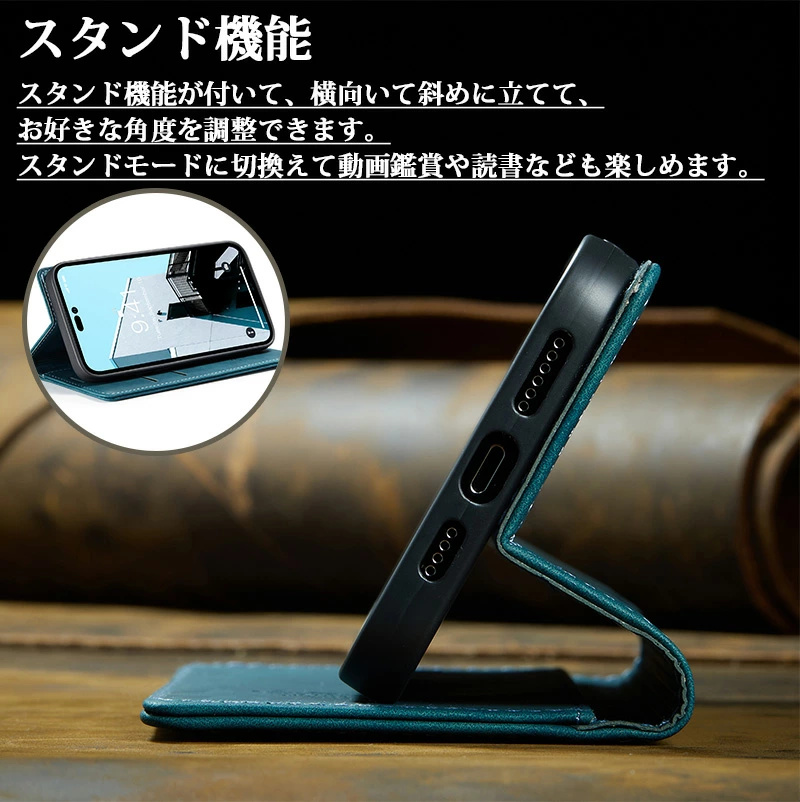 スタンド機能
スタンド機能が付いて、横向いて斜めに立てて、
お好きな角度を調整できます。
スタンドモードに切換えて動画鑑賞や読書なども楽しめます。
9:41